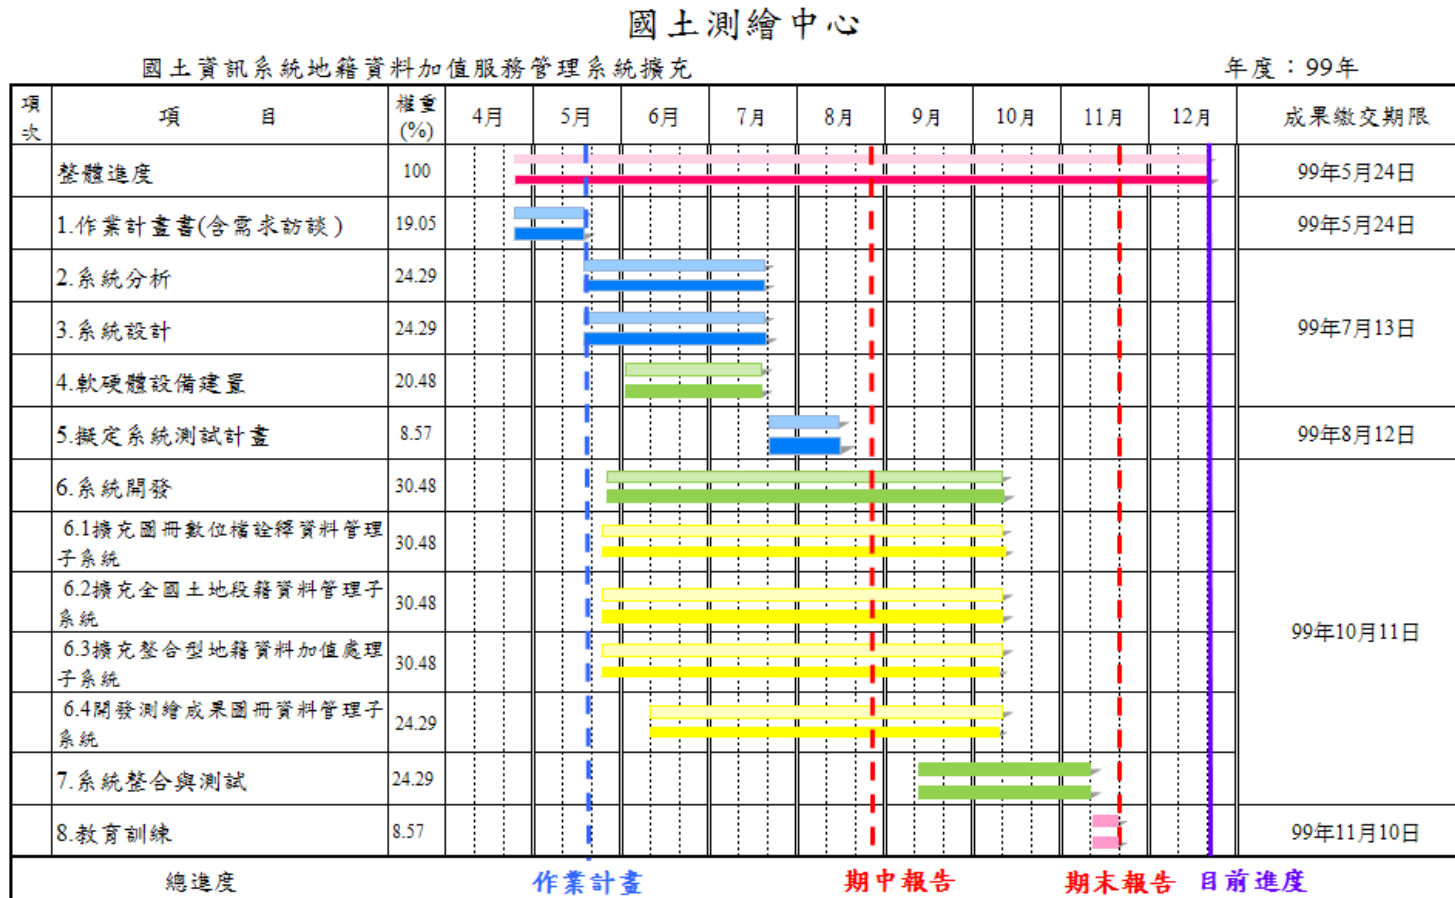 國土測繪中心
國土資訊系統地籍資料加值服務管理系統擴充
年度：99年
項次 項 目 權重(%) 4月 5月 6月 7月 8月 9月 10月 11月 12月 成果繳交期限
整體進度 100 99年5月24日
1.作業計畫書(含需求訪談) 19.05 99年5月24日
2.系統分析 24.29
3.系統設計 24.29 99年7月13日
4.軟硬體設備建置 20.48
5.擬定系統測試計畫 8.57 99年8月12日
6.系統開發 30.48
6.1擴充圖冊數位檔詮釋資料管理
子系統 30.48
6.2擴充全國土地段籍資料管理子
系統 30.48
6.3擴充整合型地籍資料加值處理
子系統 30.48
99年10月11日
6.4開發測繪成果圖冊資料管理子
系統 24.29
7.系統整合與測試 24.29
8.教育訓練 8.57 99年11月10日
總進度 作業計畫 期中報告 期末報告 目前進度